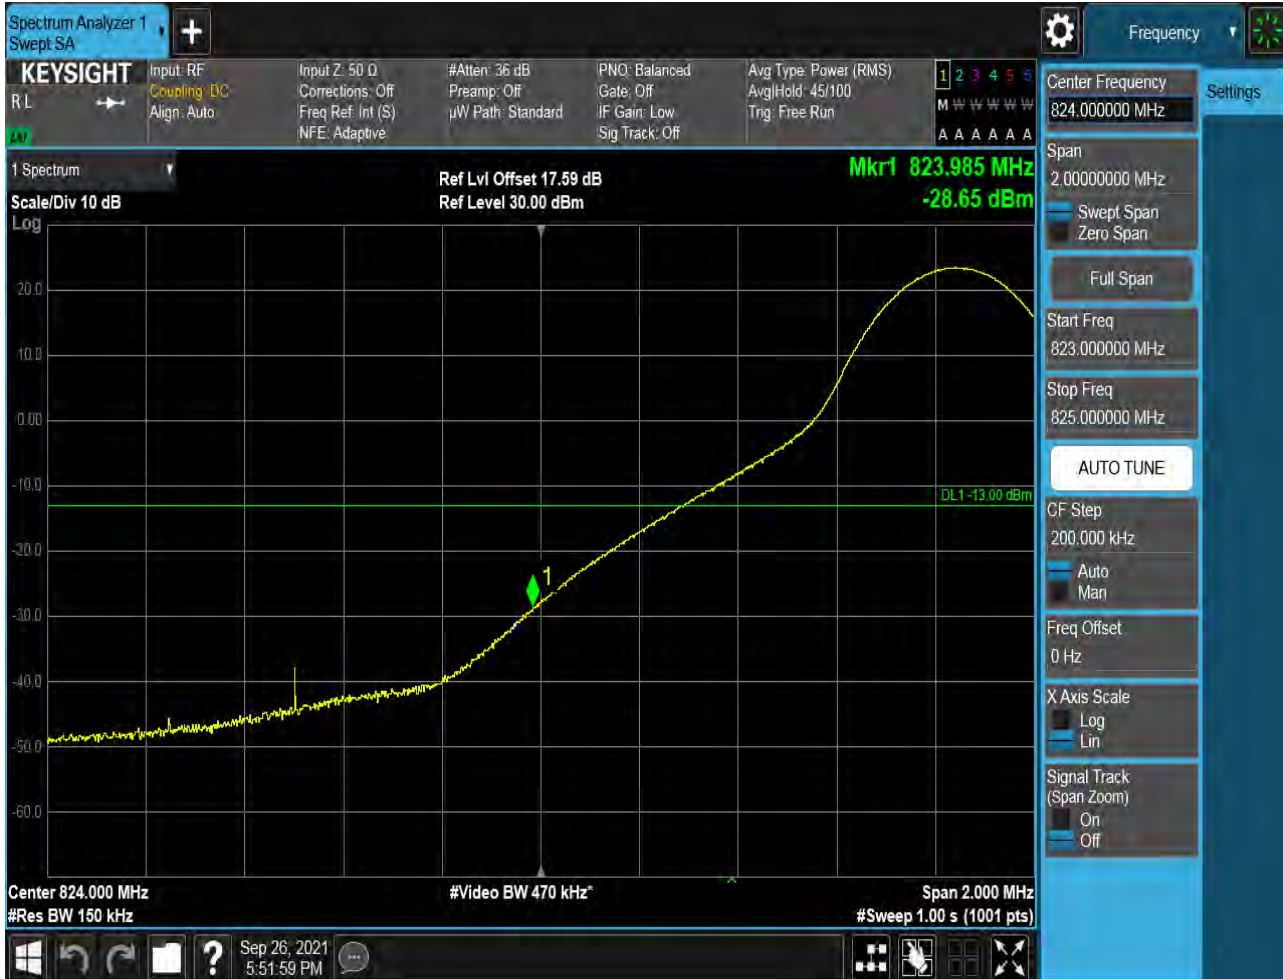 Spectrum Analyzer 1
Swept SA
Frequency
KEYSIGHT
R L
LXI
Input: RF
Coupling: DC
Align: Auto
Input Z: 50 Ω
Corrections: Off
Freq Ref: Int (S)
NFE: Adaptive
#Atten: 36 dB
Preamp: Off
µW Path: Standard
PNO: Balanced
Gate: Off
IF Gain: Low
Sig Track: Off
Avg Type: Power (RMS)
Avg|Hold: 45/100
Trig: Free Run
1 2 3 4 5 6
M W W W W W
A A A A A A
1 Spectrum
Scale/Div 10 dB
Log
Ref Lvl Offset 17.59 dB
Ref Level 30.00 dBm
Mkr1 823.985 MHz
-28.65 dBm
20.0
10.0
0.00
-10.0
-20.0
-30.0
-40.0
-50.0
-60.0
DL1 -13.00 dBm
1
Center 824.000 MHz
#Res BW 150 kHz
#Video BW 470 kHz*
Span 2.000 MHz
#Sweep 1.00 s (1001 pts)
Center Frequency
824.000000 MHz
Span
2.00000000 MHz
Swept Span
Zero Span
Full Span
Start Freq
823.000000 MHz
Stop Freq
825.000000 MHz
AUTO TUNE
CF Step
200.000 kHz
Auto
Man
Freq Offset
0 Hz
X Axis Scale
Log
Lin
Signal Track
(Span Zoom)
On
Off
Settings
?
Sep 26, 2021
5:51:59 PM